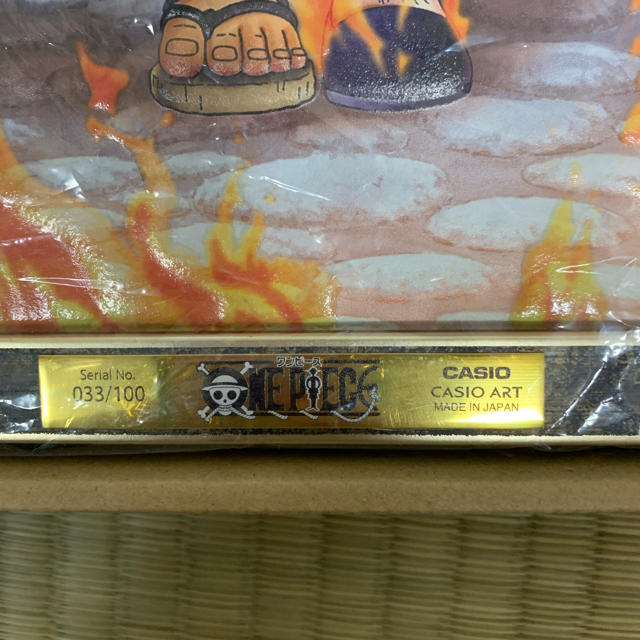 Serial No.
033/100
ワンピース
ONE PIECE
CASIO
CASIO ART
MADE IN JAPAN